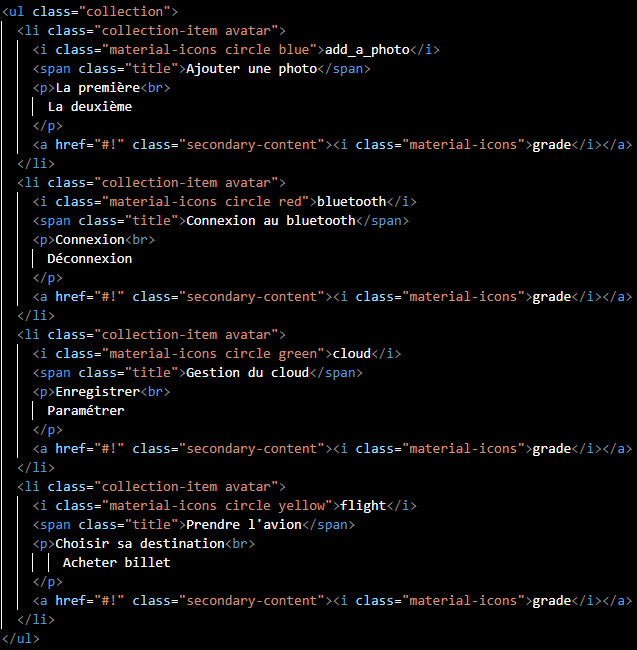 <ul class="collection">
  <li class="collection-item avatar">
    <i class="material-icons circle blue">add_a_photo</i>
    <span class="title">Ajouter une photo</span>
    <p>La première<br>
      La deuxième
    </p>
    <a href="#!" class="secondary-content"><i class="material-icons">grade</i></a>
  </li>
  <li class="collection-item avatar">
    <i class="material-icons circle red">bluetooth</i>
    <span class="title">Connexion au bluetooth</span>
    <p>Connexion<br>
      Déconnexion
    </p>
    <a href="#!" class="secondary-content"><i class="material-icons">grade</i></a>
  </li>
  <li class="collection-item avatar">
    <i class="material-icons circle green">cloud</i>
    <span class="title">Gestion du cloud</span>
    <p>Enregistrer<br>
      Paramétrer
    </p>
    <a href="#!" class="secondary-content"><i class="material-icons">grade</i></a>
  </li>
  <li class="collection-item avatar">
    <i class="material-icons circle yellow">flight</i>
    <span class="title">Prendre l'avion</span>
    <p>Choisir sa destination<br>
        Acheter billet
    </p>
    <a href="#!" class="secondary-content"><i class="material-icons">grade</i></a>
  </li>
</ul>